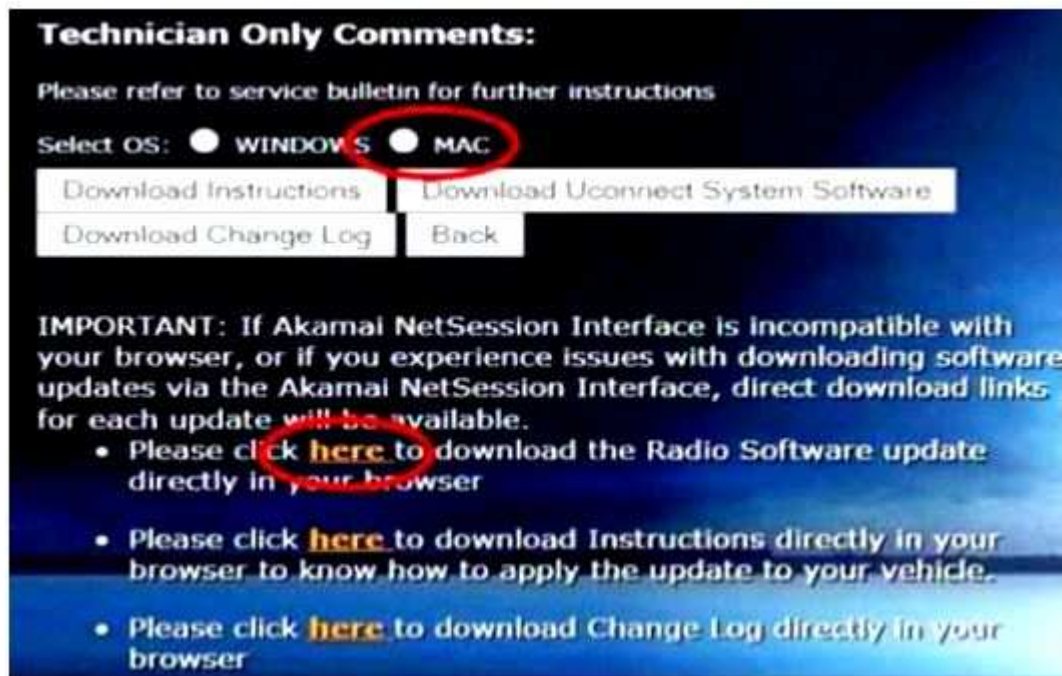 Technician Only Comments:
Please refer to service bulletin for further instructions
Select OS: WINDOWS MAC
Download Instructions Download Uconnect System Software
Download Change Log Back
IMPORTANT: If Akamai NetSession Interface is incompatible with
your browser, or if you experience issues with downloading software
updates via the Akamai NetSession Interface, direct download links
for each update will be available.
• Please click here to download the Radio Software update
directly in your browser
• Please click here to download Instructions directly in your
browser to know how to apply the update to your vehicle.
• Please click here to download Change Log directly in your
browser